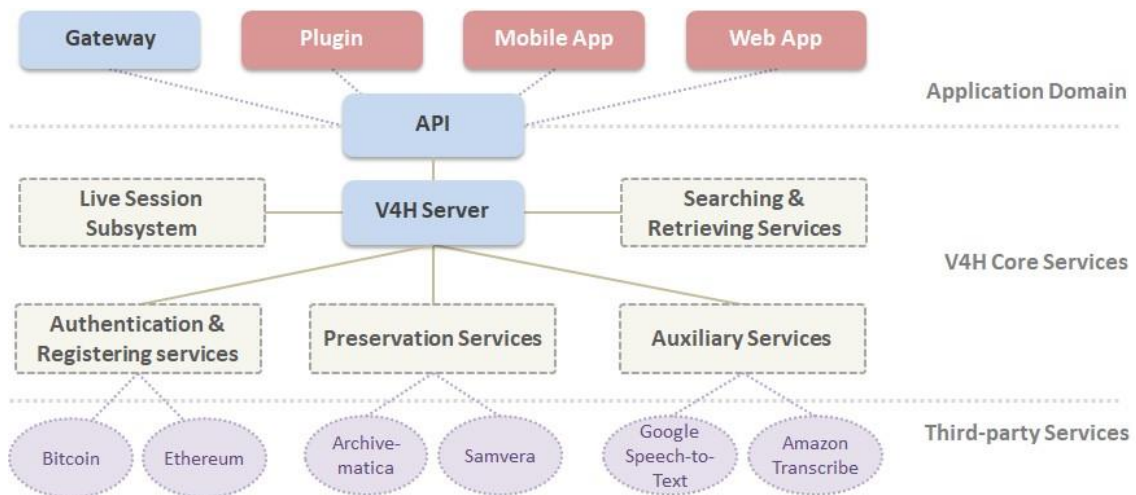 Gateway
Plugin
Mobile App
Web App
Application Domain
API
Live Session
Subsystem
V4H Server
Searching &
Retrieving Services
V4H Core Services
Authentication &
Registering services
Preservation Services
Auxiliary Services
Third-party Services
Bitcoin
Ethereum
Archive-
matica
Samvera
Google
Speech-to-
Text
Amazon
Transcribe